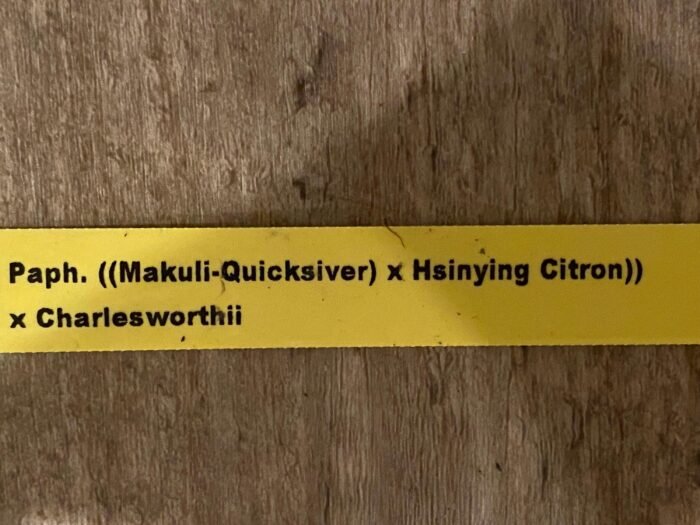 Paph. ((Makuli-Quicksiver) x Hsinying Citron))
x Charlesworthii